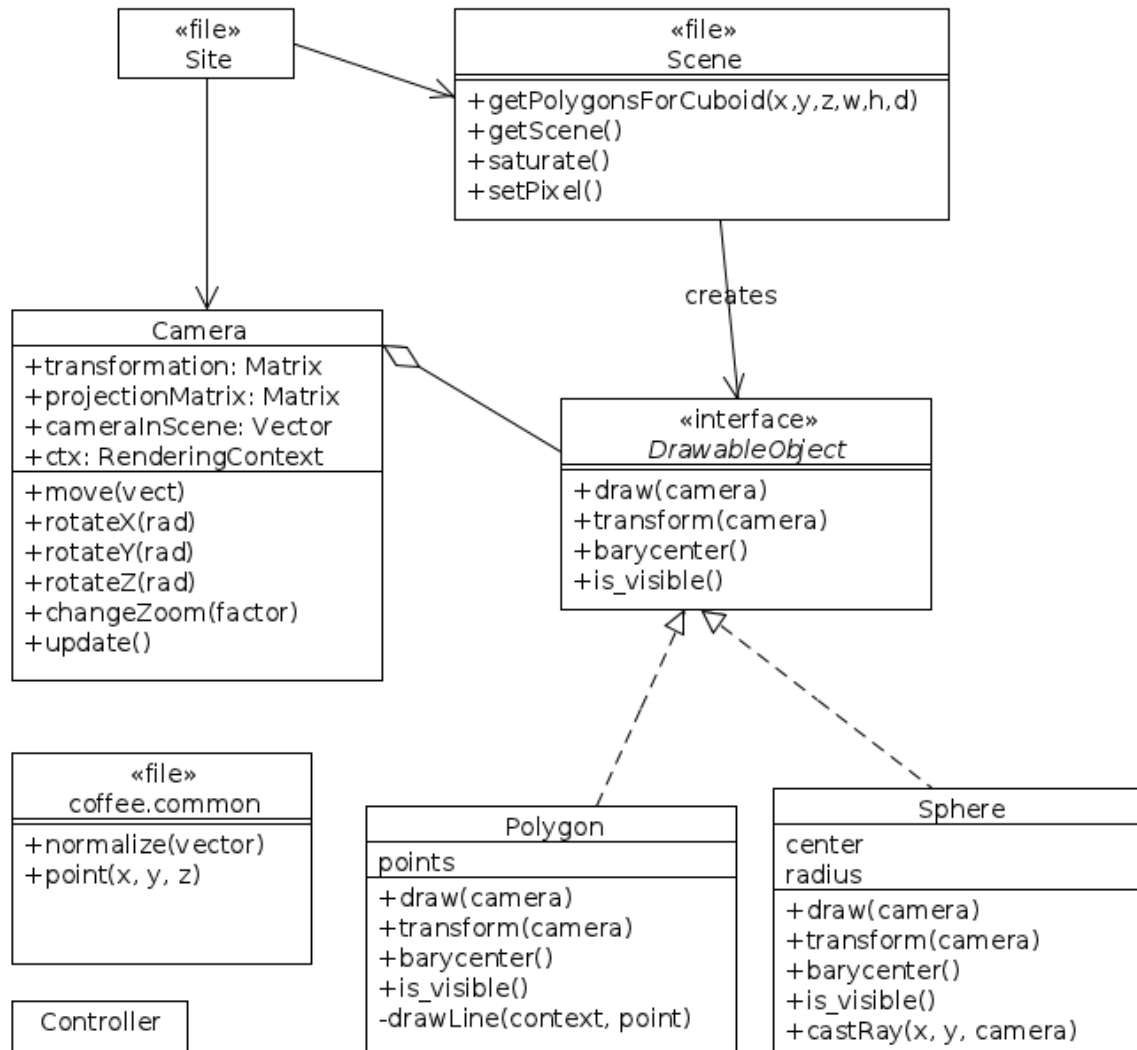 «file»
Site
«file»
Scene
+getPolygonsForCuboid(x,y,z,w,h,d)
+getScene()
+saturate()
+setPixel()
creates
Camera
+transformation: Matrix
+projectionMatrix: Matrix
+cameraInScene: Vector
+ctx: RenderingContext
+move(vect)
+rotateX(rad)
+rotateY(rad)
+rotateZ(rad)
+changeZoom(factor)
+update()
«interface»
DrawableObject
+draw(camera)
+transform(camera)
+barycenter()
+is_visible()
«file»
coffee.common
+normalize(vector)
+point(x, y, z)
Polygon
points
+draw(camera)
+transform(camera)
+barycenter()
+is_visible()
-drawLine(context, point)
Sphere
center
radius
+draw(camera)
+transform(camera)
+barycenter()
+is_visible()
+castRay(x, y, camera)
Controller